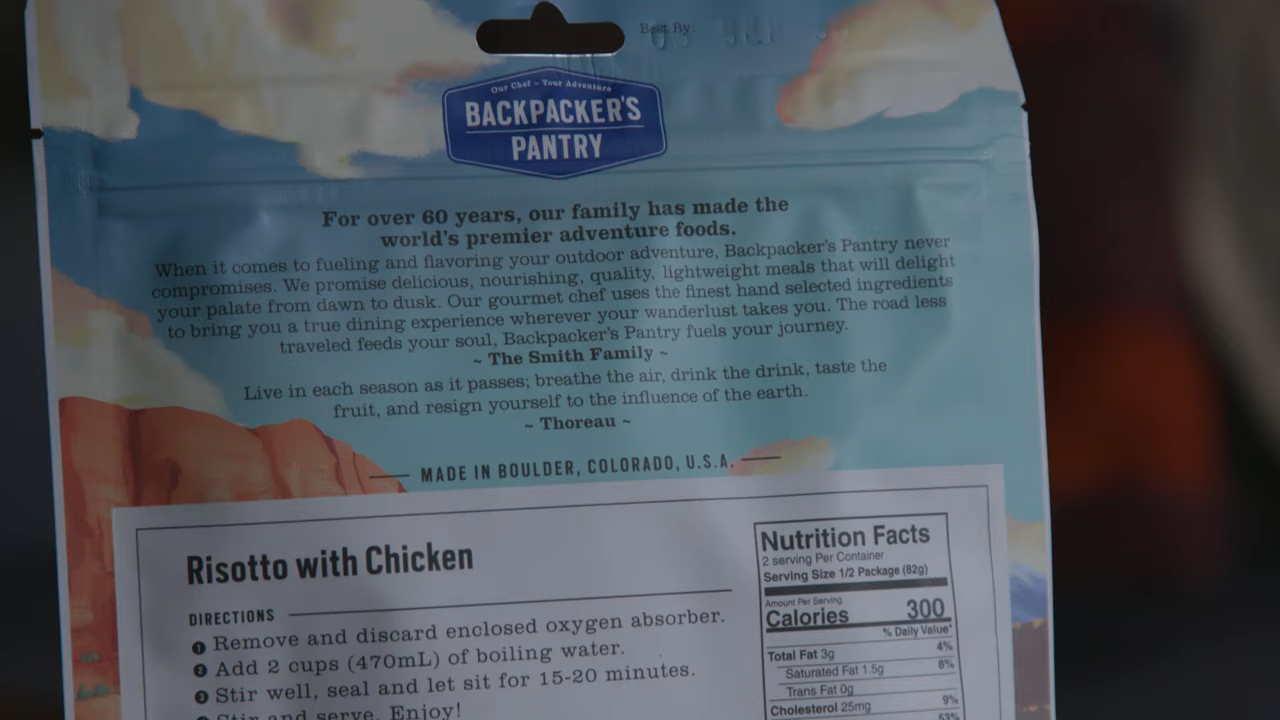 Best By:
Our Chef - Your Adventure
BACKPACKER'S
PANTRY
For over 60 years, our family has made the
world's premier adventure foods.
When it comes to fueling and flavoring your outdoor adventure, Backpacker's Pantry never
compromises. We promise delicious, nourishing, quality, lightweight meals that will delight
your palate from dawn to dusk. Our gourmet chef uses the finest hand selected ingredients
to bring you a true dining experience wherever your wanderlust takes you. The road less
traveled feeds your soul, Backpacker's Pantry fuels your journey.
~ The Smith Family ~
Live in each season as it passes; breathe the air, drink the drink, taste the
fruit, and resign yourself to the influence of the earth.
~ Thoreau ~
MADE IN BOULDER, COLORADO, U.S.A.
Risotto with Chicken
DIRECTIONS
1 Remove and discard enclosed oxygen absorber.
2 Add 2 cups (470mL) of boiling water.
3 Stir well, seal and let sit for 15-20 minutes.
Stir and serve. Enjoy!
Nutrition Facts
2 serving Per Container
Serving Size 1/2 Package (82g)
Amount Per Serving
Calories 300
% Daily Value*
Total Fat 3g 4%
Saturated Fat 1.5g 8%
Trans Fat 0g
Cholesterol 25mg 9%
53%